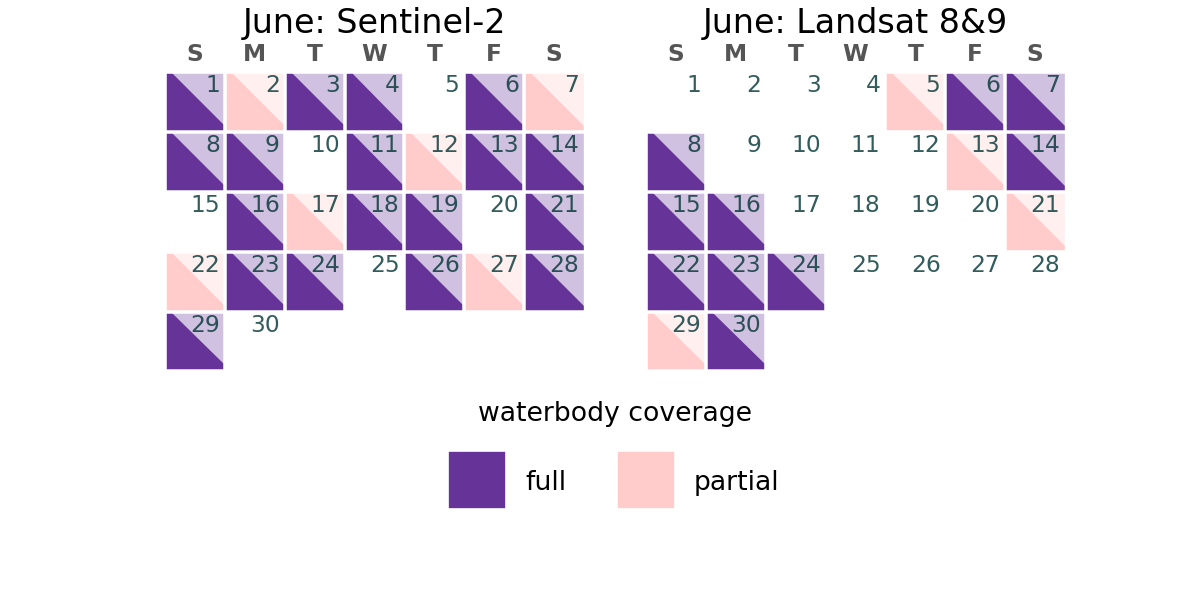 June: Sentinel-2
S M T W T F S
1 2 3 4 5 6 7
8 9 10 11 12 13 14
15 16 17 18 19 20 21
22 23 24 25 26 27 28
29 30
June: Landsat 8&9
S M T W T F S
1 2 3 4 5 6 7
8 9 10 11 12 13 14
15 16 17 18 19 20 21
22 23 24 25 26 27 28
29 30
waterbody coverage
full
partial